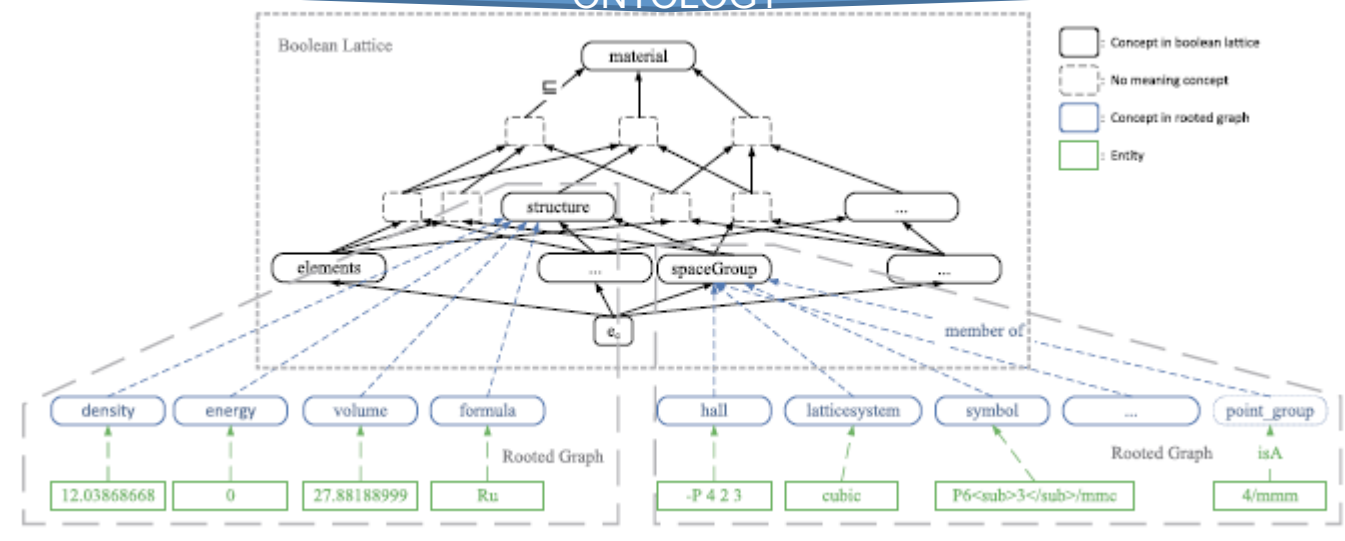 ONTOLOGY
Boolean Lattice
material
⊑
structure
...
elements
...
spaceGroup
...
e₀
member of
density
energy
volume
formula
hall
latticesystem
symbol
...
point_group
Rooted Graph
Rooted Graph
isA
12.03868668
0
27.88188999
Ru
-P 4 2 3
cubic
P6<sub>3</sub>/mmc
4/mmm
: Concept in boolean lattice
: No meaning concept
: Concept in rooted graph
: Entity